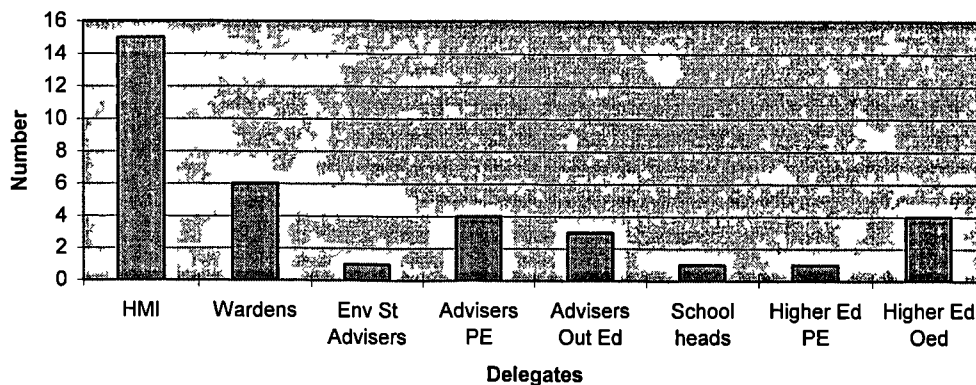 16
14
12
10
8
6
4
2
0
Number
HMI
Wardens
Env St
Advisers
Advisers
PE
Advisers
Out Ed
School
heads
Higher Ed
PE
Higher Ed
Oed
Delegates